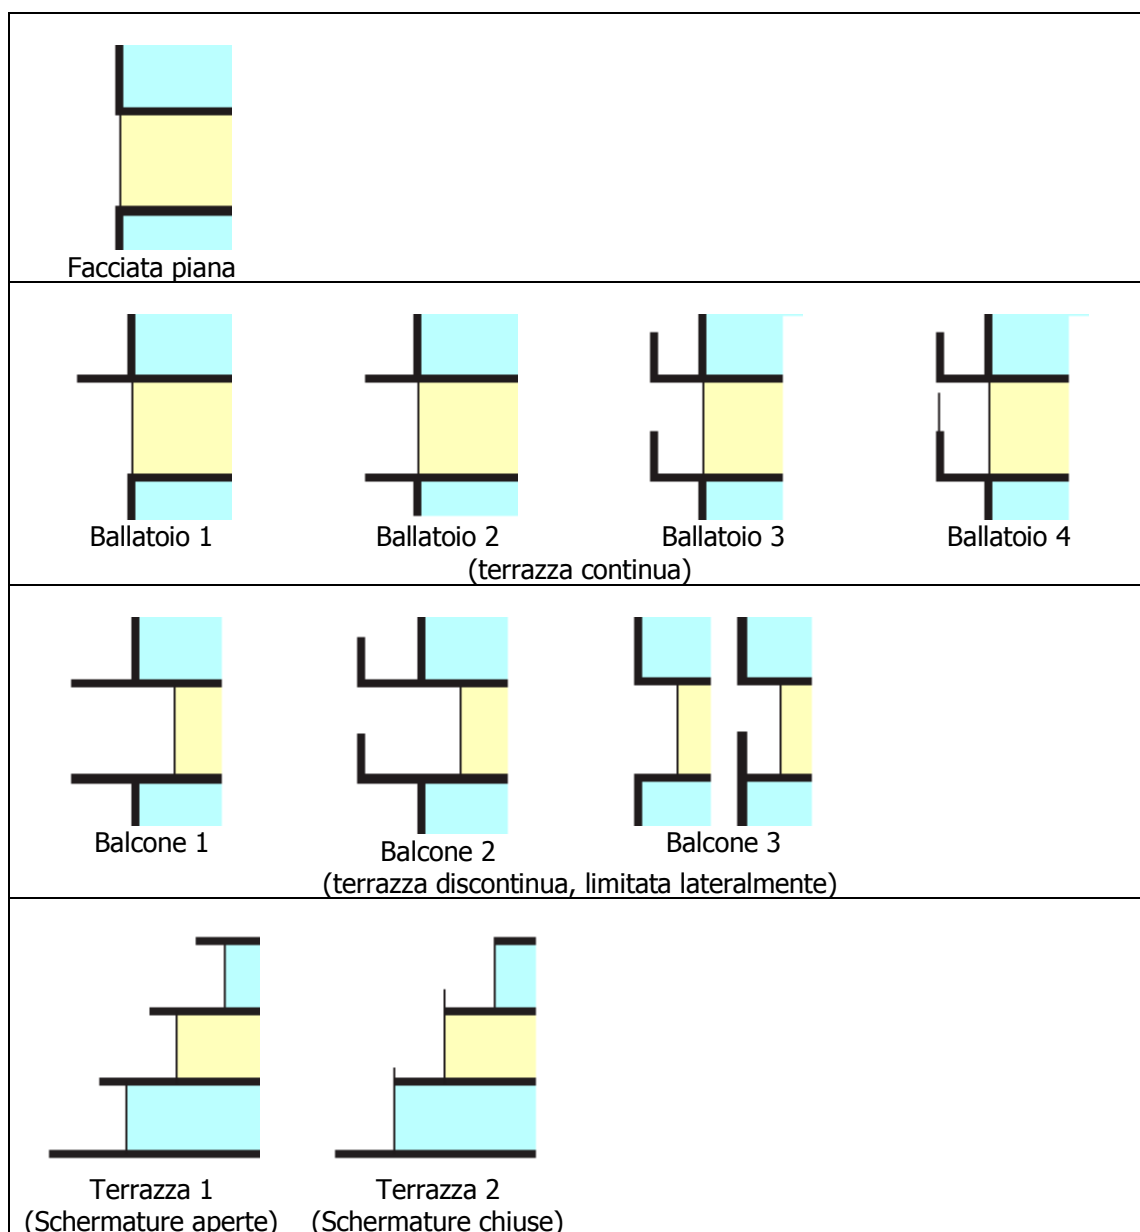 Facciata piana
Ballatoio 1 Ballatoio 2 Ballatoio 3 Ballatoio 4
(terrazza continua)
Balcone 1 Balcone 2 Balcone 3
(terrazza discontinua, limitata lateralmente)
Terrazza 1 Terrazza 2
(Schermature aperte) (Schermature chiuse)